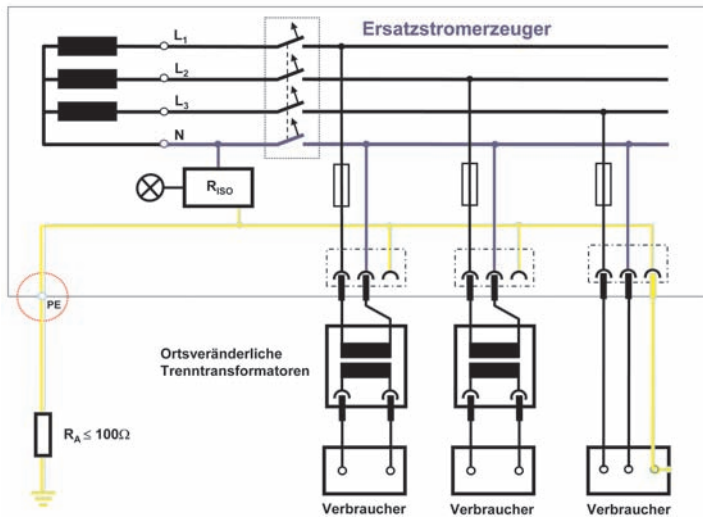 Ersatzstromerzeuger
L1
L2
L3
N
RISO
PE
Ortsveränderliche
Trenntransformatoren
RA ≤ 100Ω
Verbraucher
Verbraucher
Verbraucher